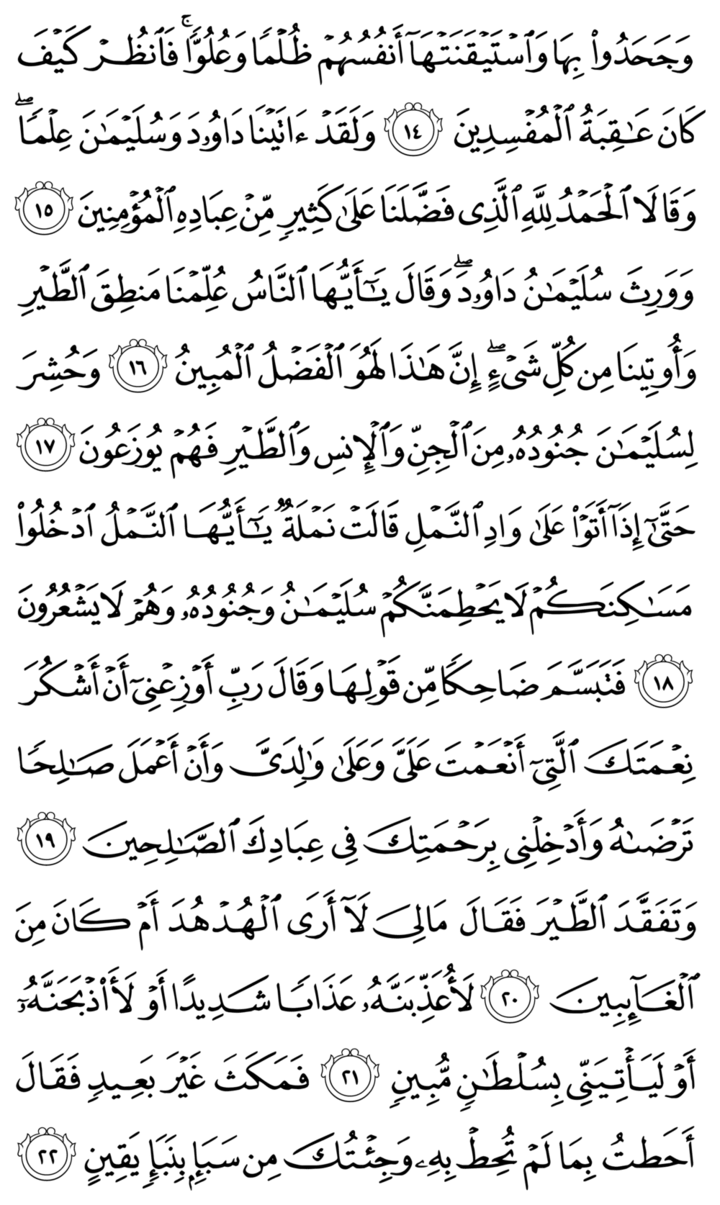 وَجَحَدُواْ بِهَا وَٱسْتَيْقَنَتْهَآ أَنفُسُهُمْ ظُلْمًا وَعُلُوًّاۚ فَٱنظُرْ كَيْفَ
كَانَ عَـٰقِبَةُ ٱلْمُفْسِدِينَ ١٤ وَلَقَدْ ءَاتَيْنَا دَاوُۥدَ وَسُلَيْمَـٰنَ عِلْمًاۖ
وَقَالَا ٱلْحَمْدُ لِلَّهِ ٱلَّذِى فَضَّلَنَا عَلَىٰ كَثِيرٍ مِّنْ عِبَادِهِ ٱلْمُؤْمِنِينَ ١٥
وَوَرِثَ سُلَيْمَـٰنُ دَاوُۥدَۖ وَقَالَ يَـٰٓأَيُّهَا ٱلنَّاسُ عُلِّمْنَا مَنطِقَ ٱلطَّيْرِ
وَأُوتِينَا مِن كُلِّ شَىْءٍۖ إِنَّ هَـٰذَا لَهُوَ ٱلْفَضْلُ ٱلْمُبِينُ ١٦ وَحُشِرَ
لِسُلَيْمَـٰنَ جُنُودُهُۥ مِنَ ٱلْجِنِّ وَٱلْإِنسِ وَٱلطَّيْرِ فَهُمْ يُوزَعُونَ ١٧
حَتَّىٰٓ إِذَآ أَتَوْاْ عَلَىٰ وَادِ ٱلنَّمْلِ قَالَتْ نَمْلَةٌ يَـٰٓأَيُّهَا ٱلنَّمْلُ ٱدْخُلُواْ
مَسَـٰكِنَكُمْ لَا يَحْطِمَنَّكُمْ سُلَيْمَـٰنُ وَجُنُودُهُۥ وَهُمْ لَا يَشْعُرُونَ
١٨ فَتَبَسَّمَ ضَاحِكًا مِّن قَوْلِهَا وَقَالَ رَبِّ أَوْزِعْنِىٓ أَنْ أَشْكُرَ
نِعْمَتَكَ ٱلَّتِىٓ أَنْعَمْتَ عَلَىَّ وَعَلَىٰ وَٰلِدَىَّ وَأَنْ أَعْمَلَ صَـٰلِحًا
تَرْضَىٰهُ وَأَدْخِلْنِى بِرَحْمَتِكَ فِى عِبَادِكَ ٱلصَّـٰلِحِينَ ١٩
وَتَفَقَّدَ ٱلطَّيْرَ فَقَالَ مَالِىَ لَآ أَرَى ٱلْهُدْهُدَ أَمْ كَانَ مِنَ
ٱلْغَآئِبِينَ ٢٠ لَأُعَذِّبَنَّهُۥ عَذَابًا شَدِيدًا أَوْ لَأَا۟ذْبَحَنَّهُۥٓ
أَوْ لَيَأْتِيَنِّى بِسُلْطَـٰنٍ مُّبِينٍ ٢١ فَمَكَثَ غَيْرَ بَعِيدٍ فَقَالَ
أَحَطتُ بِمَا لَمْ تُحِطْ بِهِۦ وَجِئْتُكَ مِن سَبَإٍۭ بِنَبَإٍ يَقِينٍ ٢٢